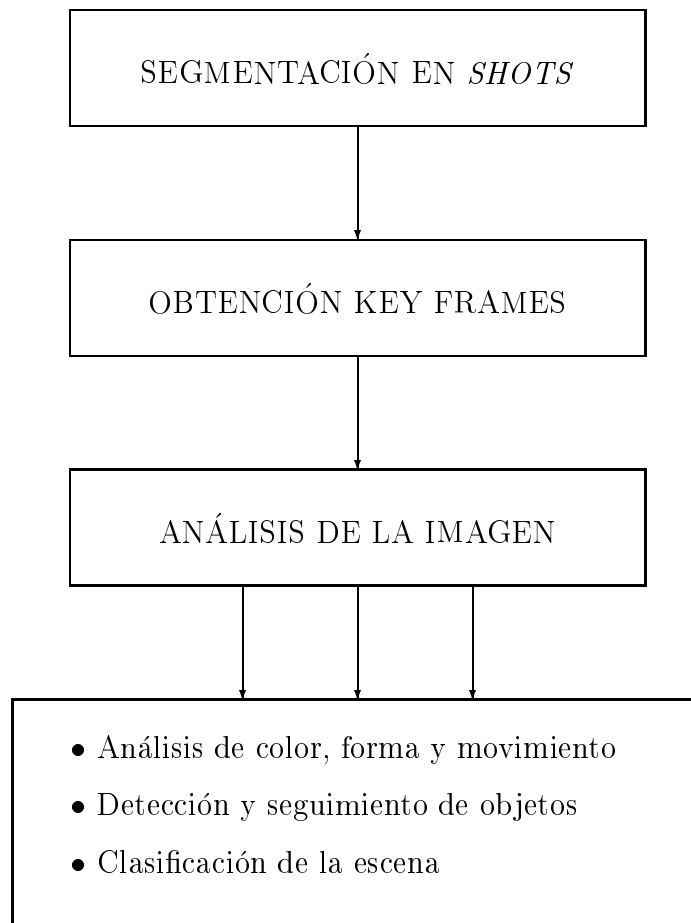 SEGMENTACIÓN EN SHOTS
OBTENCIÓN KEY FRAMES
ANÁLISIS DE LA IMAGEN
• Análisis de color, forma y movimiento
• Detección y seguimiento de objetos
• Clasificación de la escena